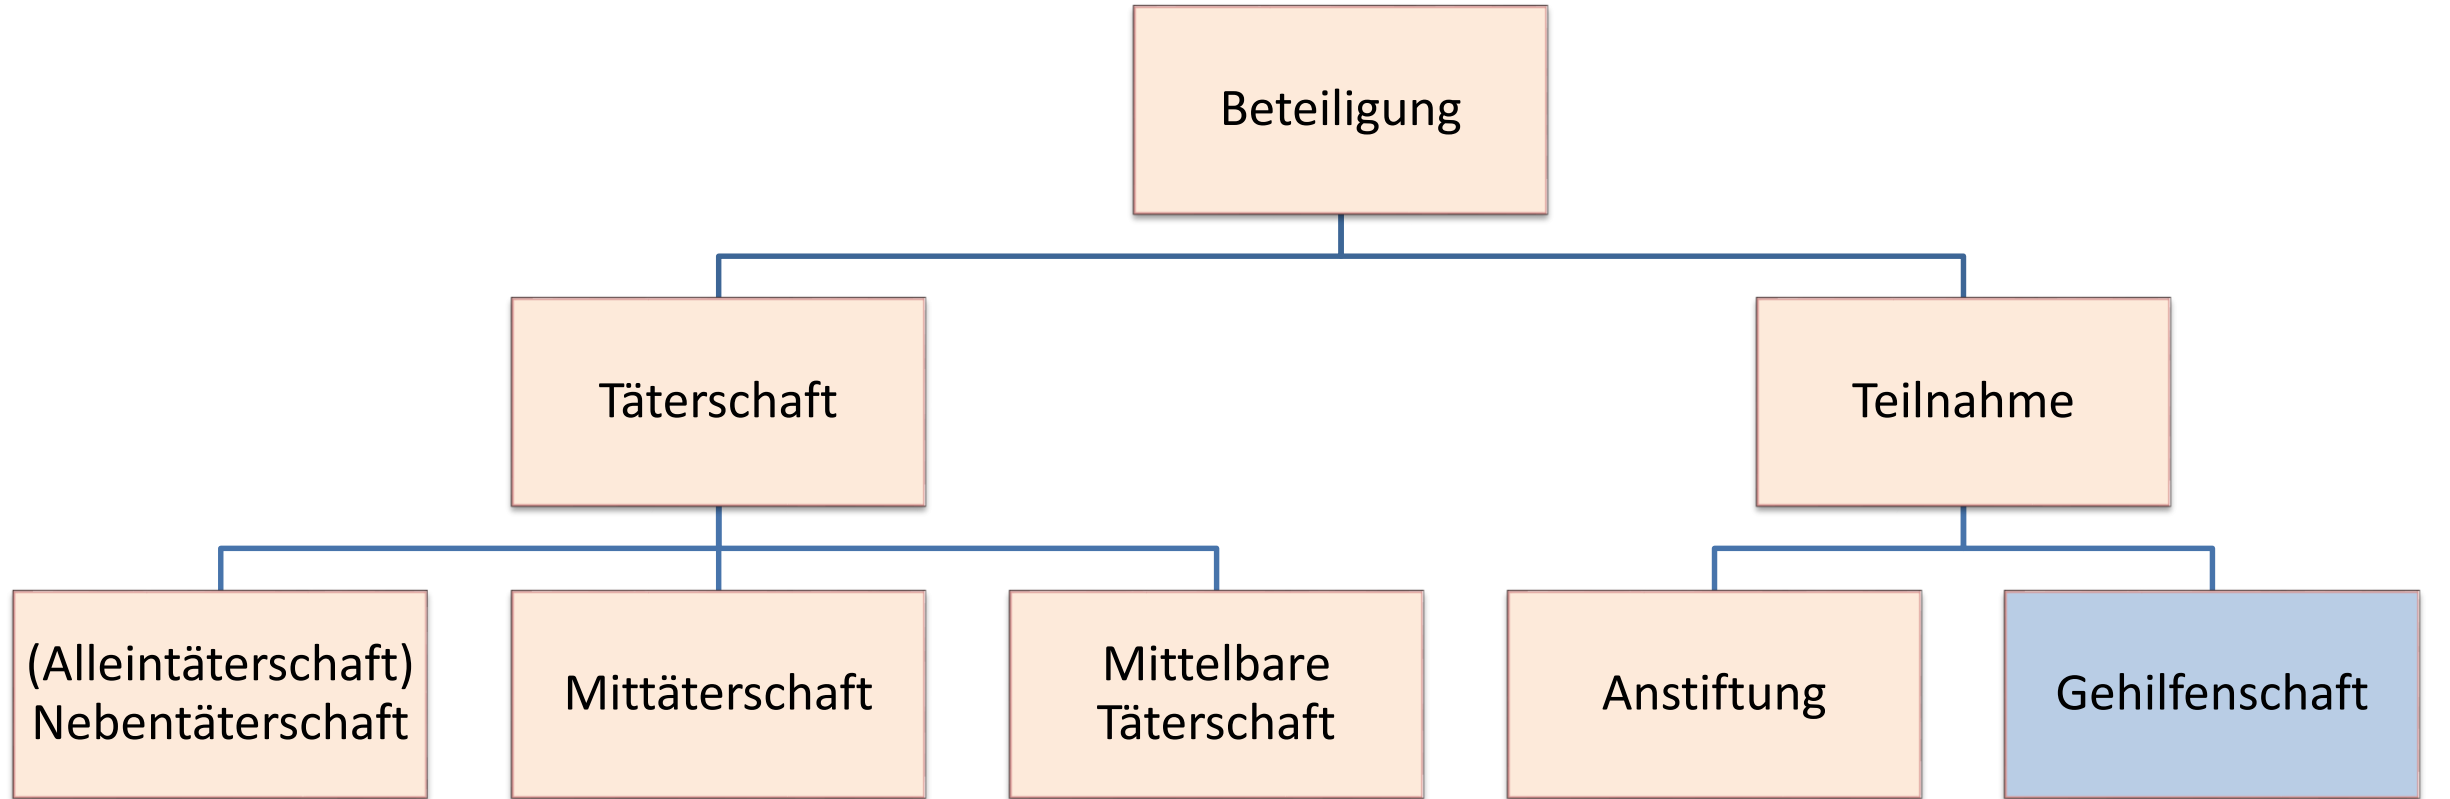 Beteiligung
Täterschaft
Teilnahme
(Alleintäterschaft)
Nebentäterschaft
Mittäterschaft
Mittelbare
Täterschaft
Anstiftung
Gehilfenschaft